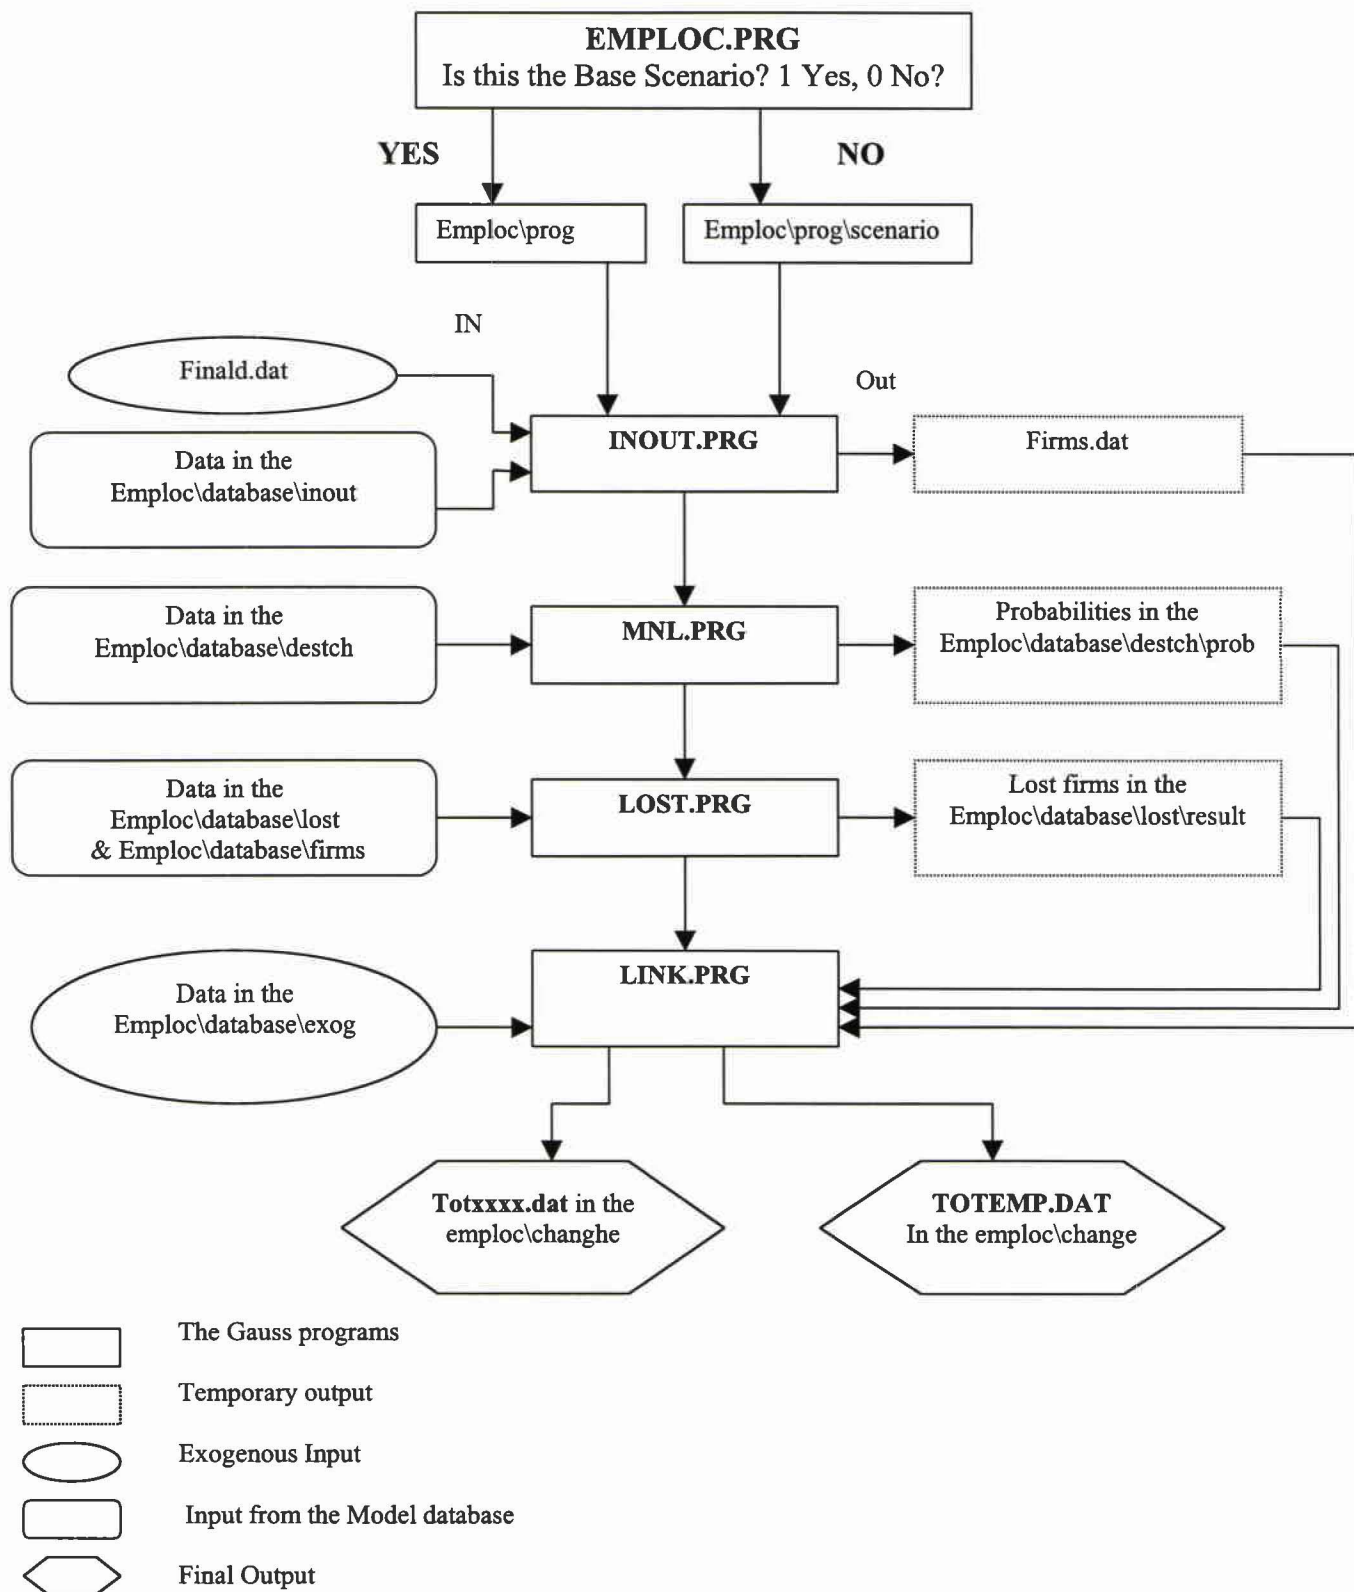 EMPLOC.PRG
Is this the Base Scenario? 1 Yes, 0 No?
YES
NO
Emploc\prog
Emploc\prog\scenario
IN
Finald.dat
Out
INOUT.PRG
Firms.dat
Data in the
Emploc\database\inout
Data in the
Emploc\database\destch
MNL.PRG
Probabilities in the
Emploc\database\destch\prob
Data in the
Emploc\database\lost
& Emploc\database\firms
LOST.PRG
Lost firms in the
Emploc\database\lost\result
Data in the
Emploc\database\exog
LINK.PRG
Totxxxx.dat in the
emploc\changhe
TOTEMP.DAT
In the emploc\change
The Gauss programs
Temporary output
Exogenous Input
Input from the Model database
Final Output